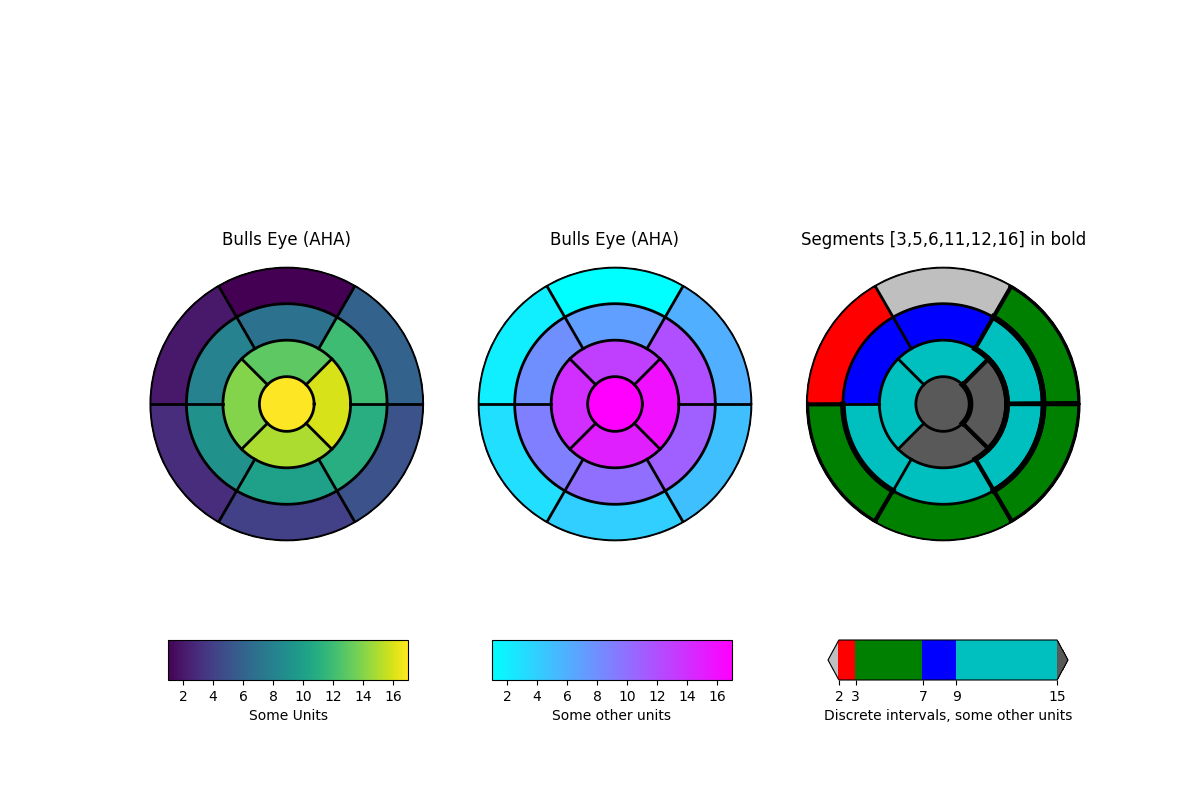 Bulls Eye (AHA)
Bulls Eye (AHA)
Segments [3,5,6,11,12,16] in bold
2 4 6 8 10 12 14 16
Some Units
2 4 6 8 10 12 14 16
Some other units
2 3 7 9 15
Discrete intervals, some other units